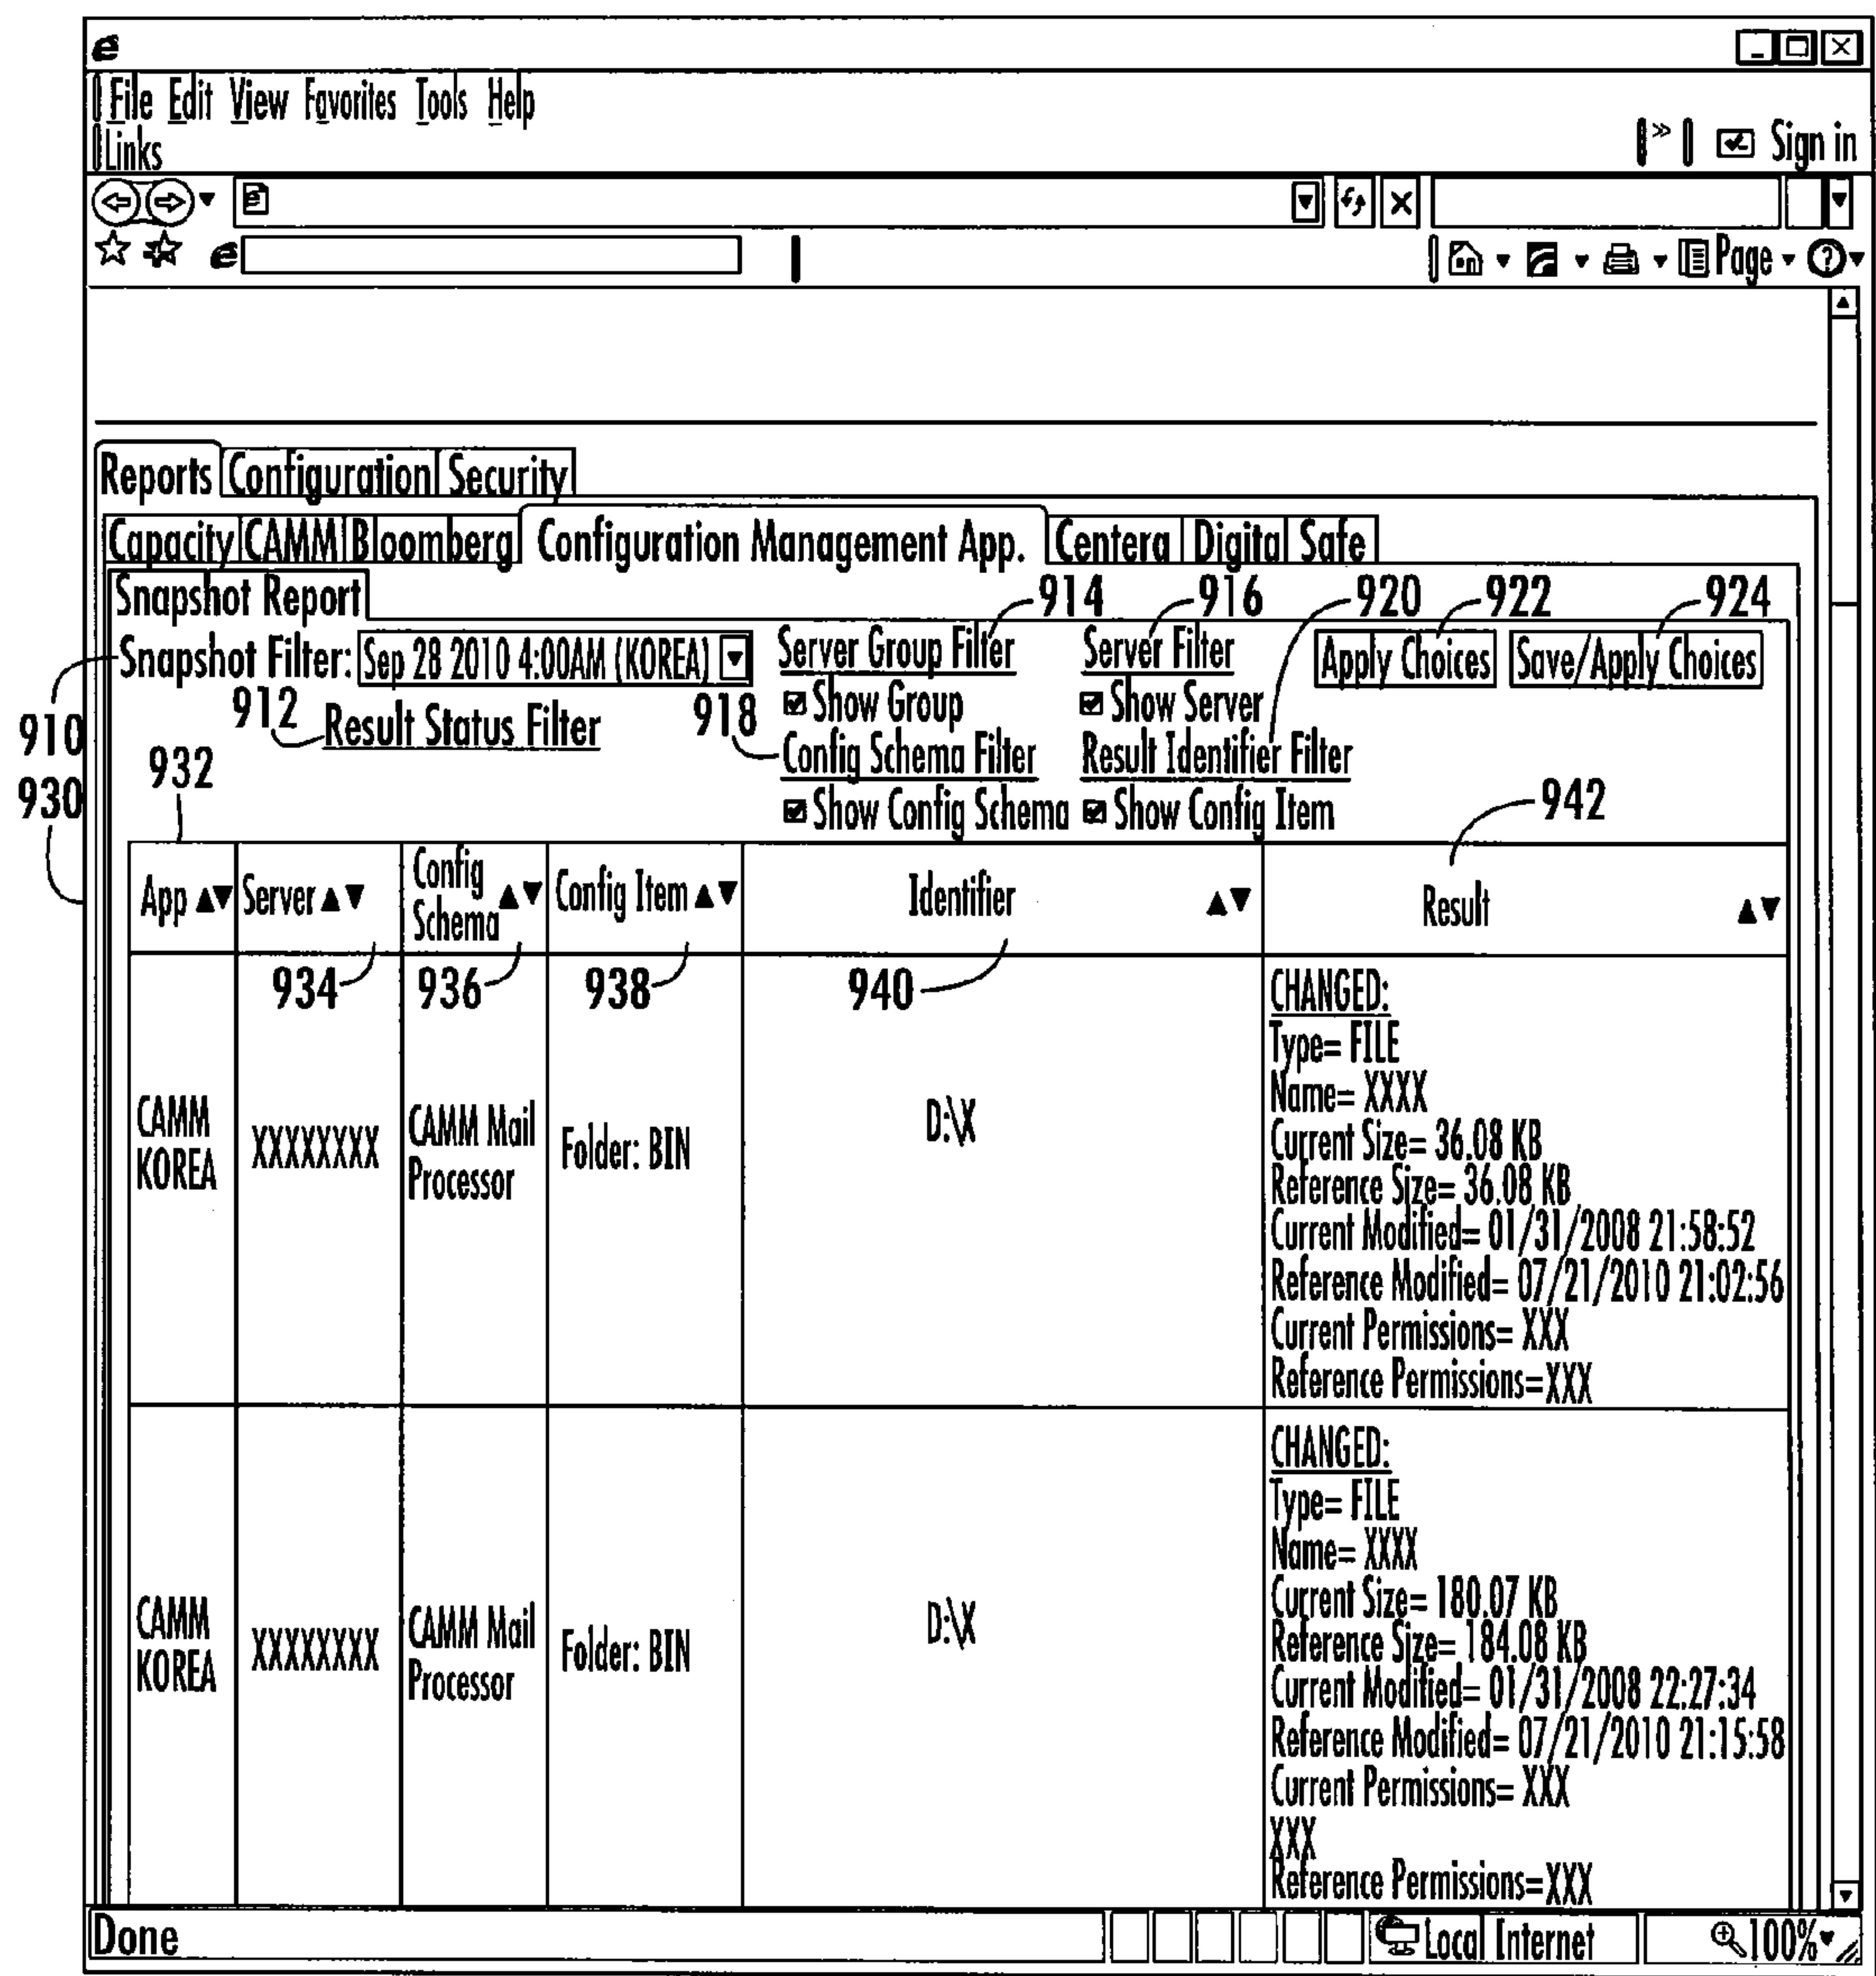 e
File Edit View Favorites Tools Help
Links
» Sign in
e
Page
Reports Configuration Security
Capacity CAMM Bloomberg Configuration Management App. Centera Digital Safe
Snapshot Report
914 916 920 922 924
Snapshot Filter: Sep 28 2010 4:00AM (KOREA) Server Group Filter Server Filter Apply Choices Save/Apply Choices
Show Group Show Server
910 912 Result Status Filter 918 Config Schema Filter Result Identifier Filter
Show Config Schema Show Config Item
930 932 942
App Server Config Schema Config Item Identifier Result
934 936 938 940
CAMM KOREA XXXXXXXX CAMM Mail Processor Folder: BIN D:\X
CHANGED:
Type= FILE
Name= XXXX
Current Size= 36.08 KB
Reference Size= 36.08 KB
Current Modified= 01/31/2008 21:58:52
Reference Modified= 07/21/2010 21:02:56
Current Permissions= XXX
Reference Permissions=XXX
CAMM KOREA XXXXXXXX CAMM Mail Processor Folder: BIN D:\X
CHANGED:
Type= FILE
Name= XXXX
Current Size= 180.07 KB
Reference Size= 184.08 KB
Current Modified= 01/31/2008 22:27:34
Reference Modified= 07/21/2010 21:15:58
Current Permissions= XXX
XXX
Reference Permissions=XXX
Done Local Internet 100%